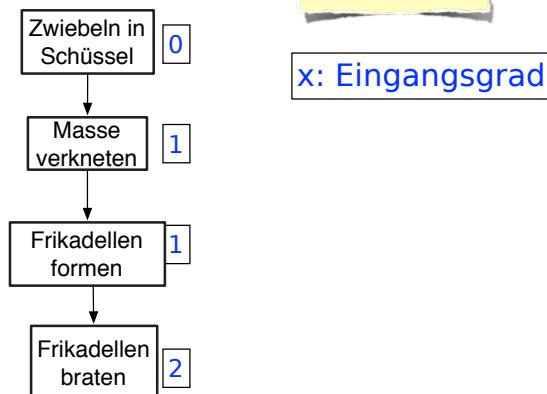 Zwiebeln in
Schüssel
0
x: Eingangsgrad
Masse
verkneten
1
Frikadellen
formen
1
Frikadellen
braten
2